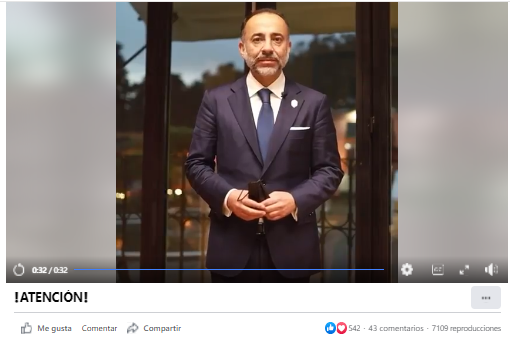 0:32 / 0:32
!ATENCIÓN!
Me gusta Comentar Compartir 542 · 43 comentarios · 7109 reproducciones